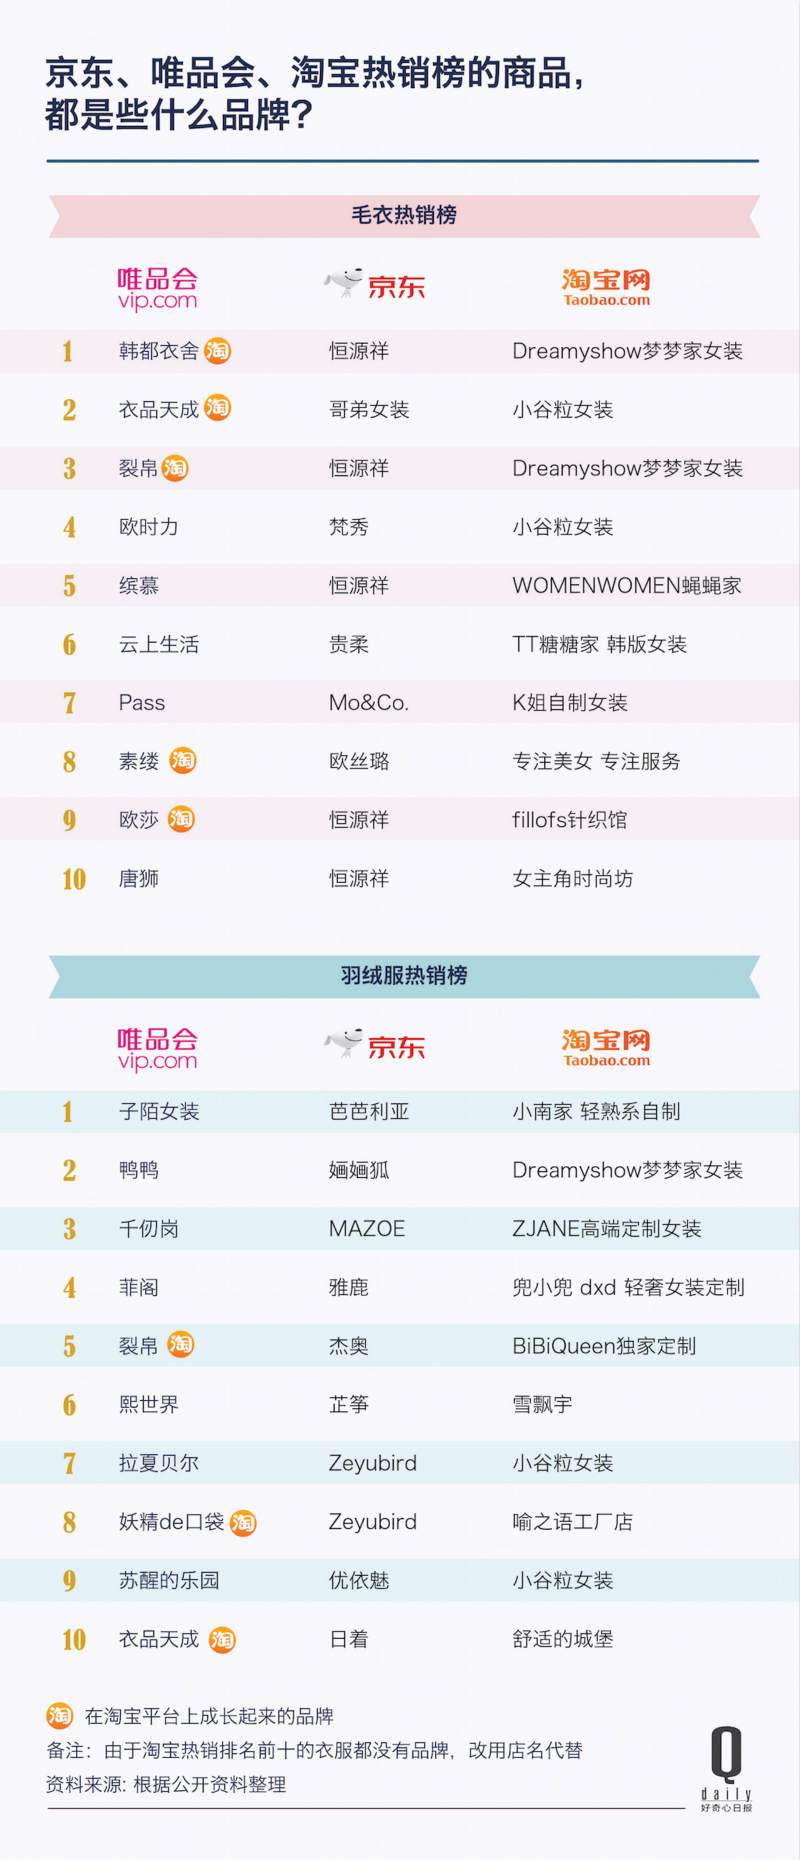 京东、唯品会、淘宝热销榜的商品，
都是些什么品牌？
毛衣热销榜
唯品会 京东 淘宝网
vip.com Taobao.com
1 韩都衣舍 淘 恒源祥 Dreamyshow梦梦家女装
2 衣品天成 淘 哥弟女装 小谷粒女装
3 裂帛 淘 恒源祥 Dreamyshow梦梦家女装
4 欧时力 梵秀 小谷粒女装
5 缤慕 恒源祥 WOMENWOMEN蝇蝇家
6 云上生活 贵柔 TT糖糖家 韩版女装
7 Pass Mo&Co. K姐自制女装
8 素缕 淘 欧丝璐 专注美女 专注服务
9 欧莎 淘 恒源祥 fillofs针织馆
10 唐狮 恒源祥 女主角时尚坊
羽绒服热销榜
唯品会 京东 淘宝网
vip.com Taobao.com
1 子陌女装 芭芭利亚 小南家 轻熟系自制
2 鸭鸭 婳婳狐 Dreamyshow梦梦家女装
3 千仞岗 MAZOE ZJANE高端定制女装
4 菲阁 雅鹿 兜小兜 dxd 轻奢女装定制
5 裂帛 淘 杰奥 BiBiQueen独家定制
6 熙世界 芷筝 雪飘宇
7 拉夏贝尔 Zeyubird 小谷粒女装
8 妖精de口袋 淘 Zeyubird 喻之语工厂店
9 苏醒的乐园 优依魅 小谷粒女装
10 衣品天成 淘 日着 舒适的城堡
淘 在淘宝平台上成长起来的品牌
备注：由于淘宝热销排名前十的衣服都没有品牌，改用店名代替
资料来源: 根据公开资料整理
Q
daily
好奇心日报